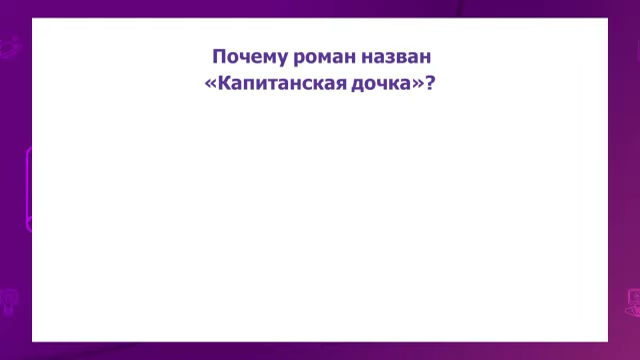 Почему роман назван
«Капитанская дочка»?